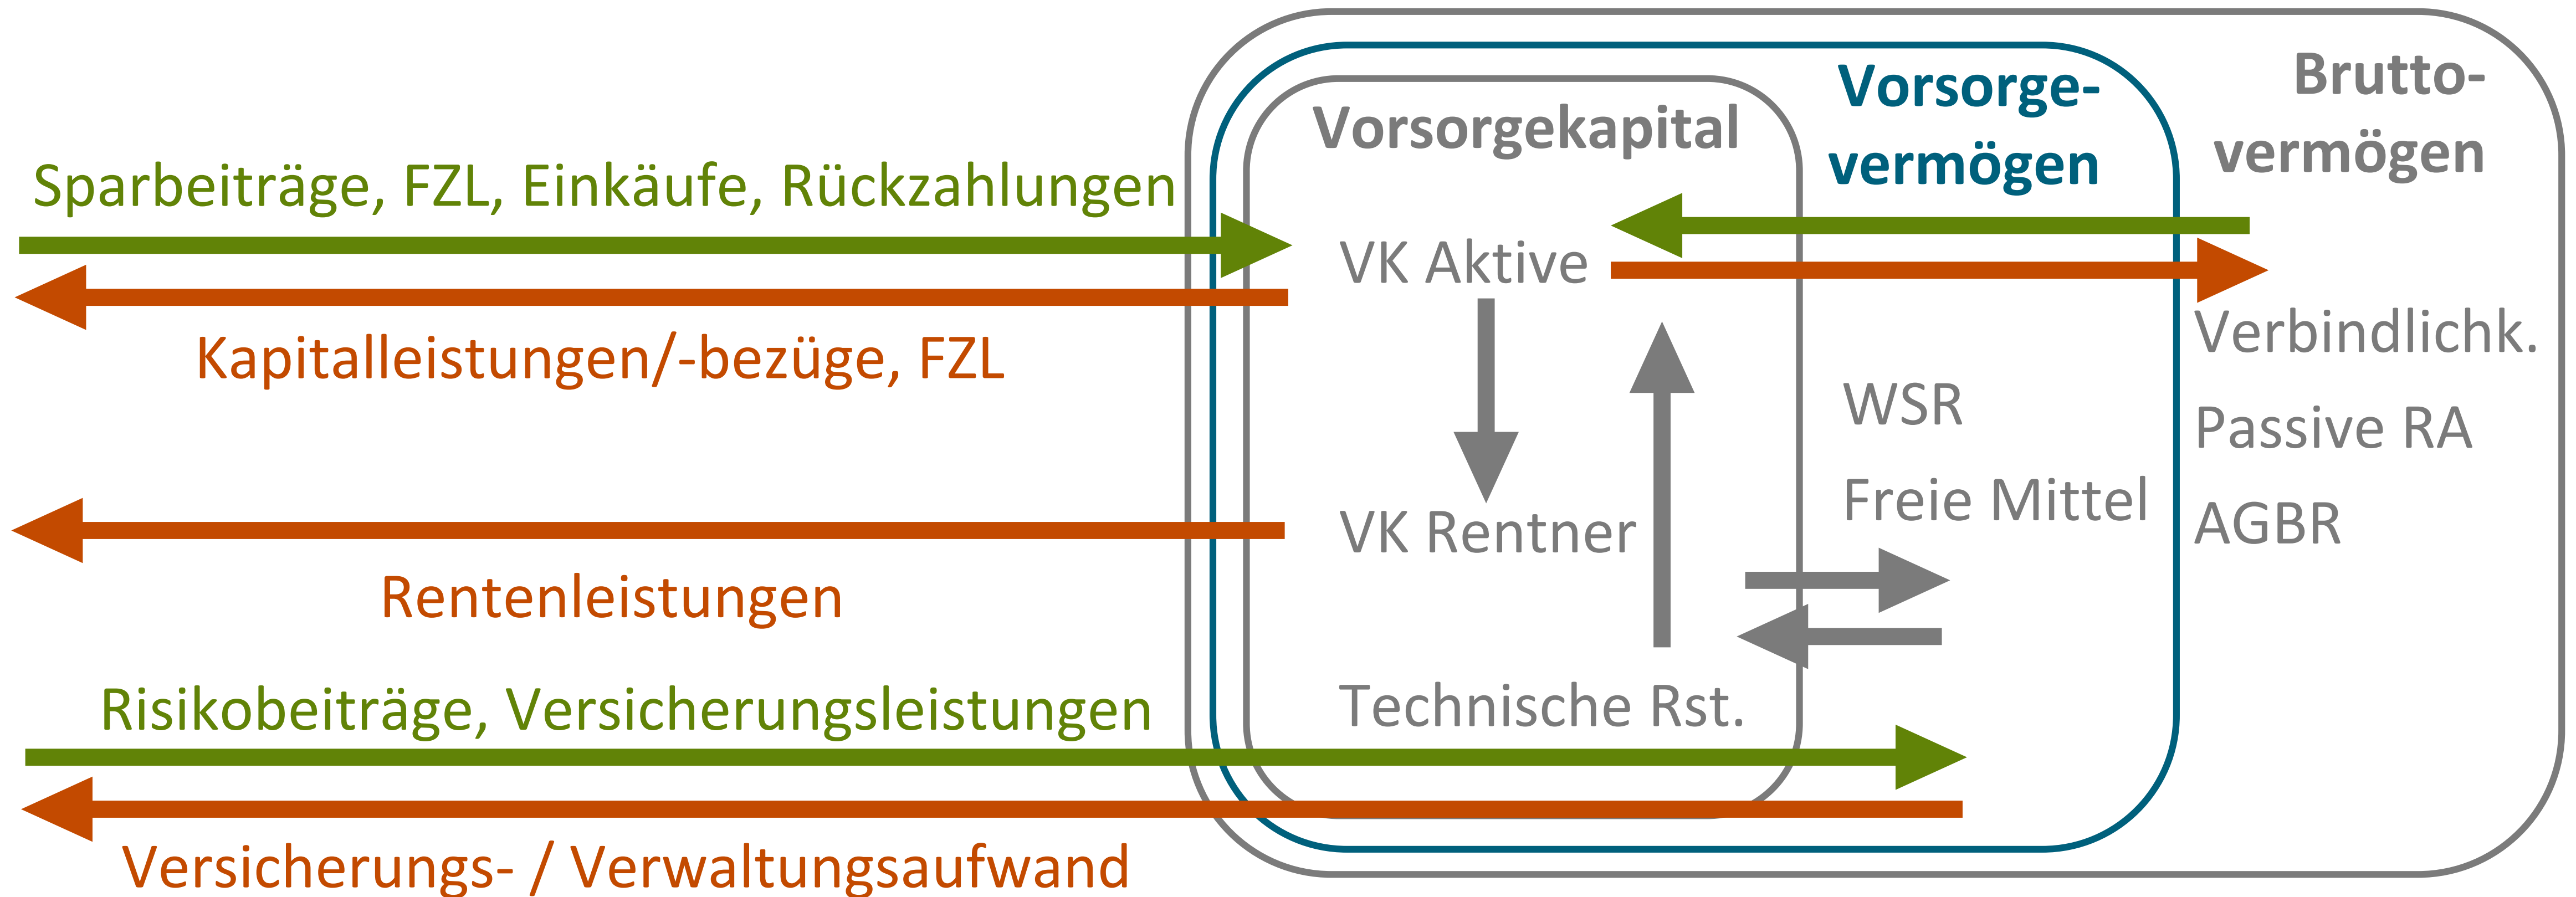 Sparbeiträge, FZL, Einkäufe, Rückzahlungen
Kapitalleistungen/-bezüge, FZL
Rentenleistungen
Risikobeiträge, Versicherungsleistungen
Versicherungs- / Verwaltungsaufwand
Vorsorgekapital
VK Aktive
VK Rentner
Technische Rst.
Vorsorge-
vermögen
WSR
Freie Mittel
Brutto-
vermögen
Verbindlichk.
Passive RA
AGBR